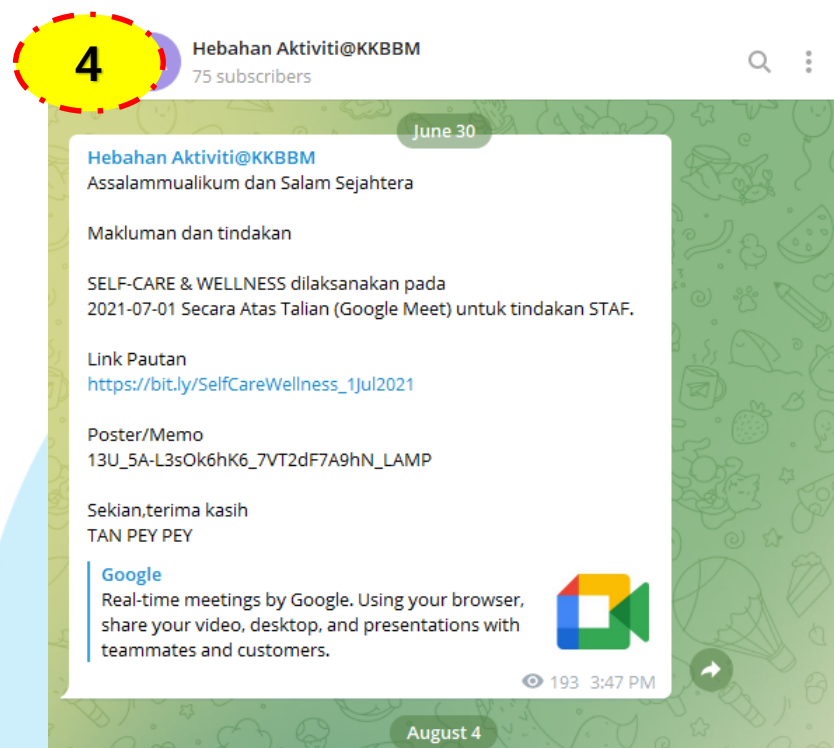 4
Hebahan Aktiviti@KKBBM
75 subscribers
June 30
Hebahan Aktiviti@KKBBM
Assalammualikum dan Salam Sejahtera
Makluman dan tindakan
SELF-CARE & WELLNESS dilaksanakan pada
2021-07-01 Secara Atas Talian (Google Meet) untuk tindakan STAF.
Link Pautan
https://bit.ly/SelfCareWellness_1Jul2021
Poster/Memo
13U_5A-L3sOk6hK6_7VT2dF7A9hN_LAMP
Sekian,terima kasih
TAN PEY PEY
Google
Real-time meetings by Google. Using your browser,
share your video, desktop, and presentations with
teammates and customers.
193 3:47 PM
August 4